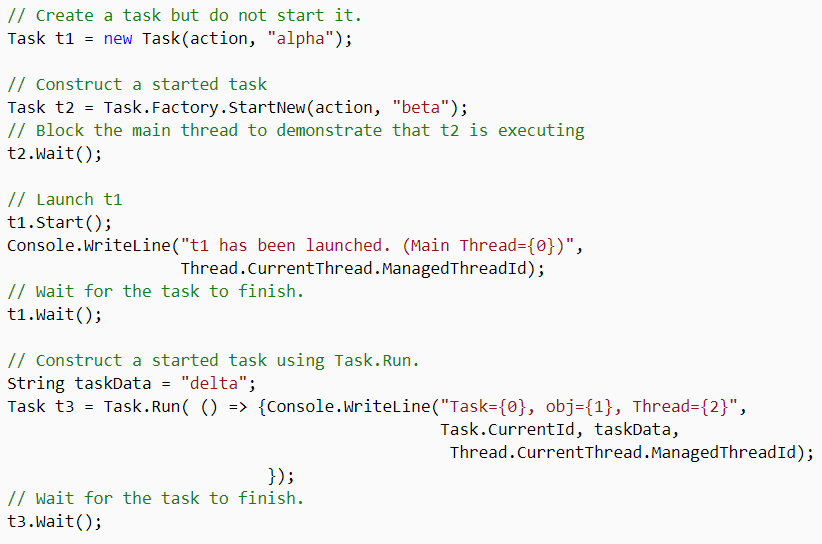 // Create a task but do not start it.
Task t1 = new Task(action, "alpha");
// Construct a started task
Task t2 = Task.Factory.StartNew(action, "beta");
// Block the main thread to demonstrate that t2 is executing
t2.Wait();
// Launch t1
t1.Start();
Console.WriteLine("t1 has been launched. (Main Thread={0})",
Thread.CurrentThread.ManagedThreadId);
// Wait for the task to finish.
t1.Wait();
// Construct a started task using Task.Run.
String taskData = "delta";
Task t3 = Task.Run( () => {Console.WriteLine("Task={0}, obj={1}, Thread={2}",
Task.CurrentId, taskData,
Thread.CurrentThread.ManagedThreadId);
});
// Wait for the task to finish.
t3.Wait();